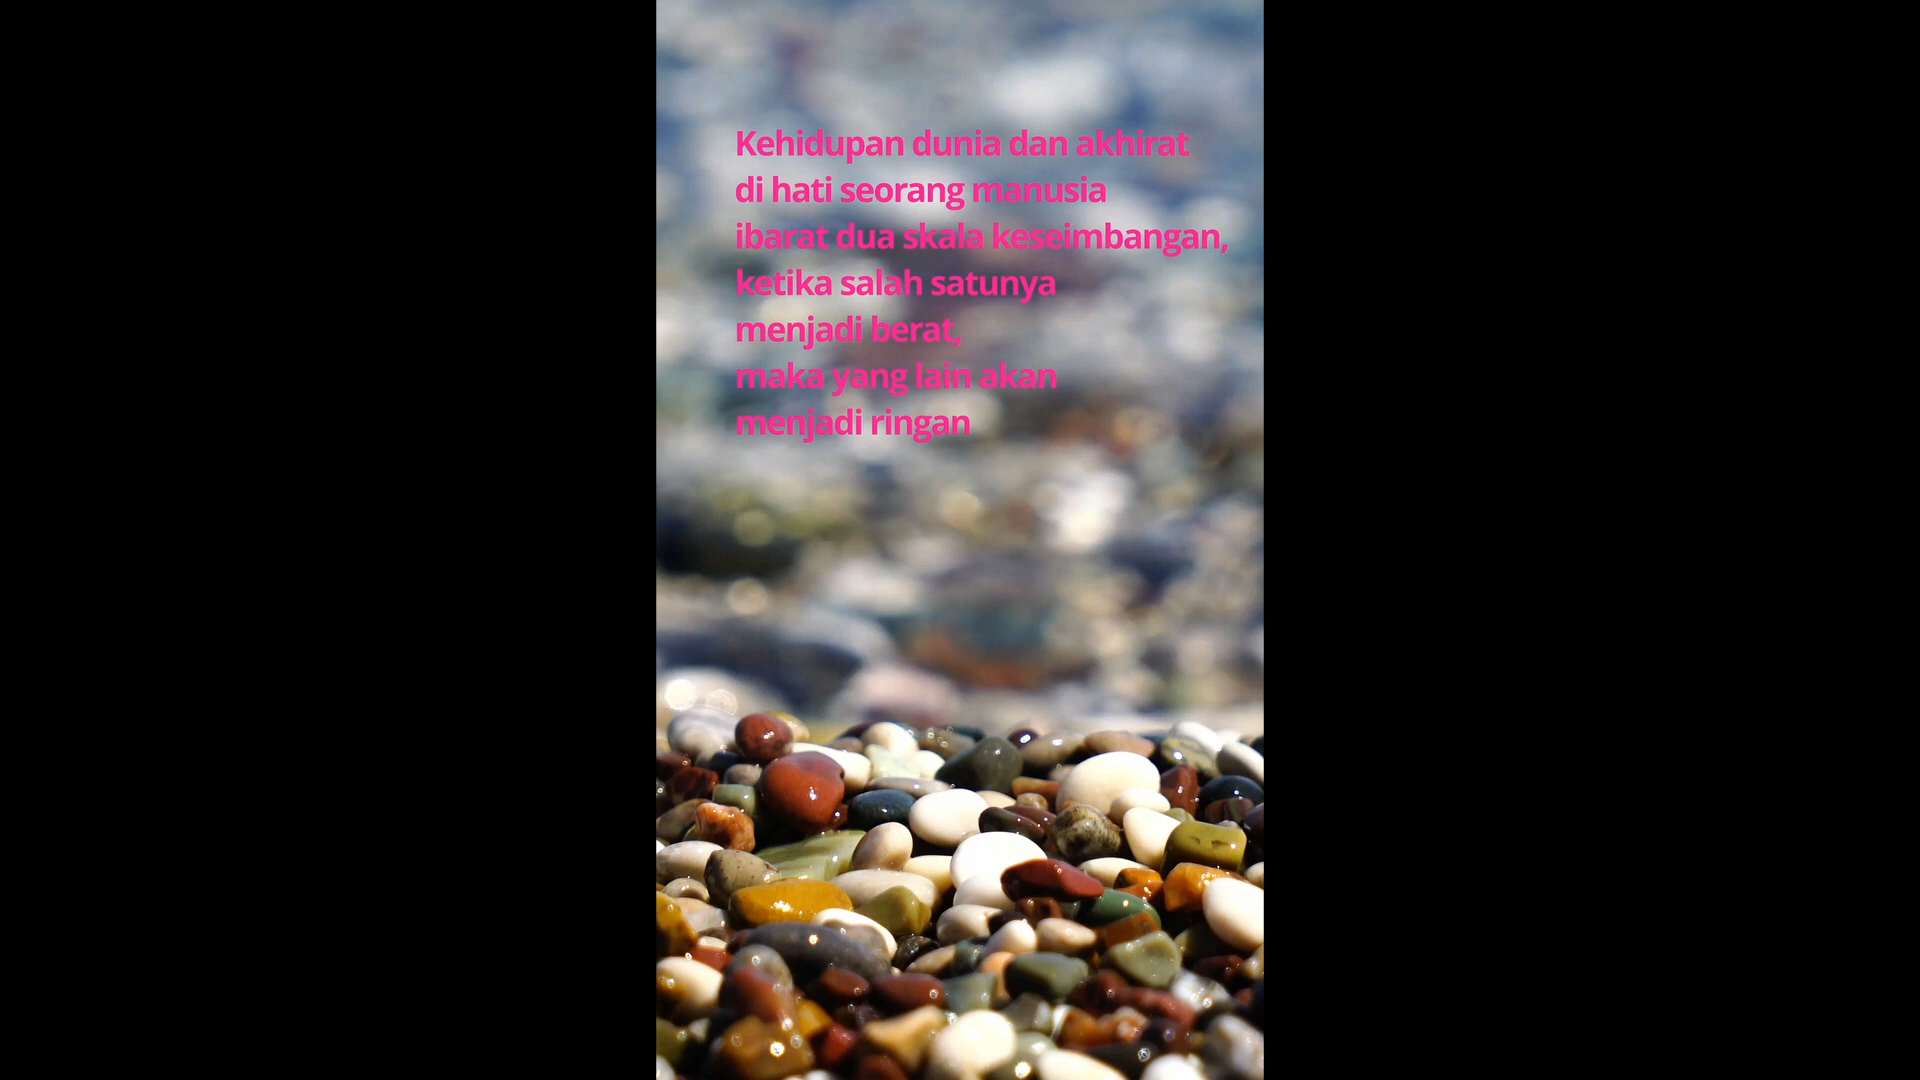 Kehidupan dunia dan akhirat
di hati seorang manusia
ibarat dua skala keseimbangan,
ketika salah satunya
menjadi berat,
maka yang lain akan
menjadi ringan